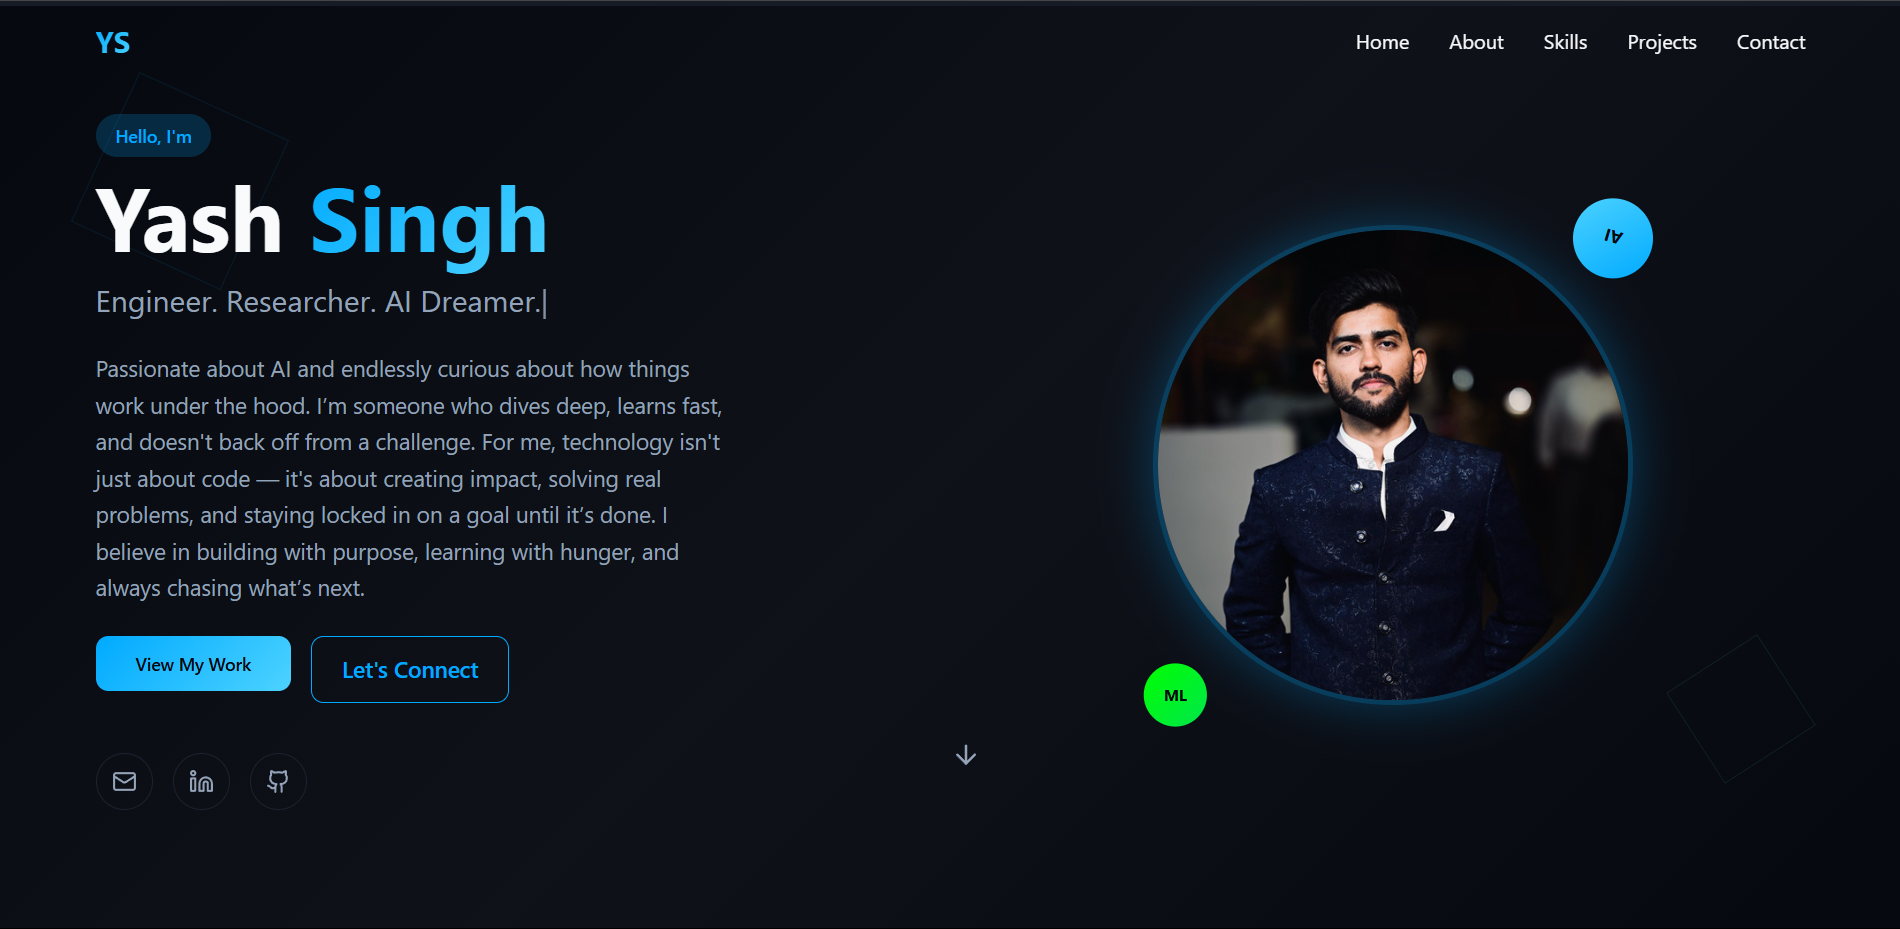 YS
Home About Skills Projects Contact
Hello, I'm
Yash Singh
Engineer. Researcher. AI Dreamer.|
Passionate about AI and endlessly curious about how things
work under the hood. I’m someone who dives deep, learns fast,
and doesn't back off from a challenge. For me, technology isn't
just about code — it's about creating impact, solving real
problems, and staying locked in on a goal until it’s done. I
believe in building with purpose, learning with hunger, and
always chasing what’s next.
View My Work
Let's Connect
AI
ML
in